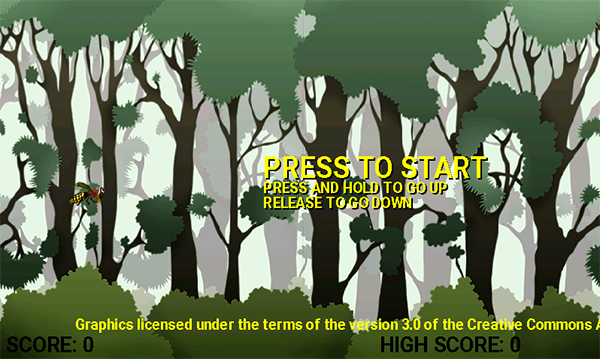 PRESS TO START
PRESS AND HOLD TO GO UP
RELEASE TO GO DOWN
Graphics licensed under the terms of the version 3.0 of the Creative Commons A
SCORE: 0
HIGH SCORE: 0